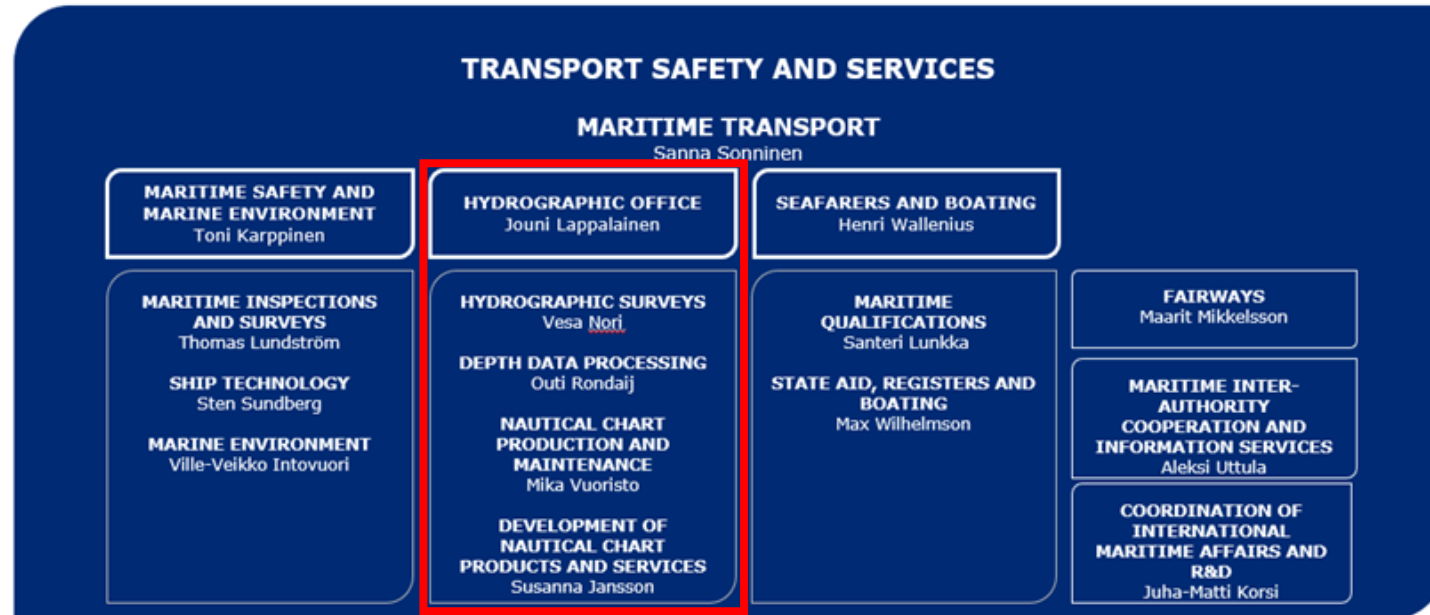 TRANSPORT SAFETY AND SERVICES
MARITIME TRANSPORT
Sanna Sonninen
MARITIME SAFETY AND
MARINE ENVIRONMENT
Toni Karppinen
MARITIME INSPECTIONS
AND SURVEYS
Thomas Lundström
SHIP TECHNOLOGY
Sten Sundberg
MARINE ENVIRONMENT
Ville-Veikko Intovuori
HYDROGRAPHIC OFFICE
Jouni Lappalainen
HYDROGRAPHIC SURVEYS
Vesa Nori
DEPTH DATA PROCESSING
Outi Rondaij
NAUTICAL CHART
PRODUCTION AND
MAINTENANCE
Mika Vuoristo
DEVELOPMENT OF
NAUTICAL CHART
PRODUCTS AND SERVICES
Susanna Jansson
SEAFARERS AND BOATING
Henri Wallenius
MARITIME
QUALIFICATIONS
Santeri Lunkka
STATE AID, REGISTERS AND
BOATING
Max Wilhelmson
FAIRWAYS
Maarit Mikkelsson
MARITIME INTER-
AUTHORITY
COOPERATION AND
INFORMATION SERVICES
Aleksi Uttula
COORDINATION OF
INTERNATIONAL
MARITIME AFFAIRS AND
R&D
Juha-Matti Korsi